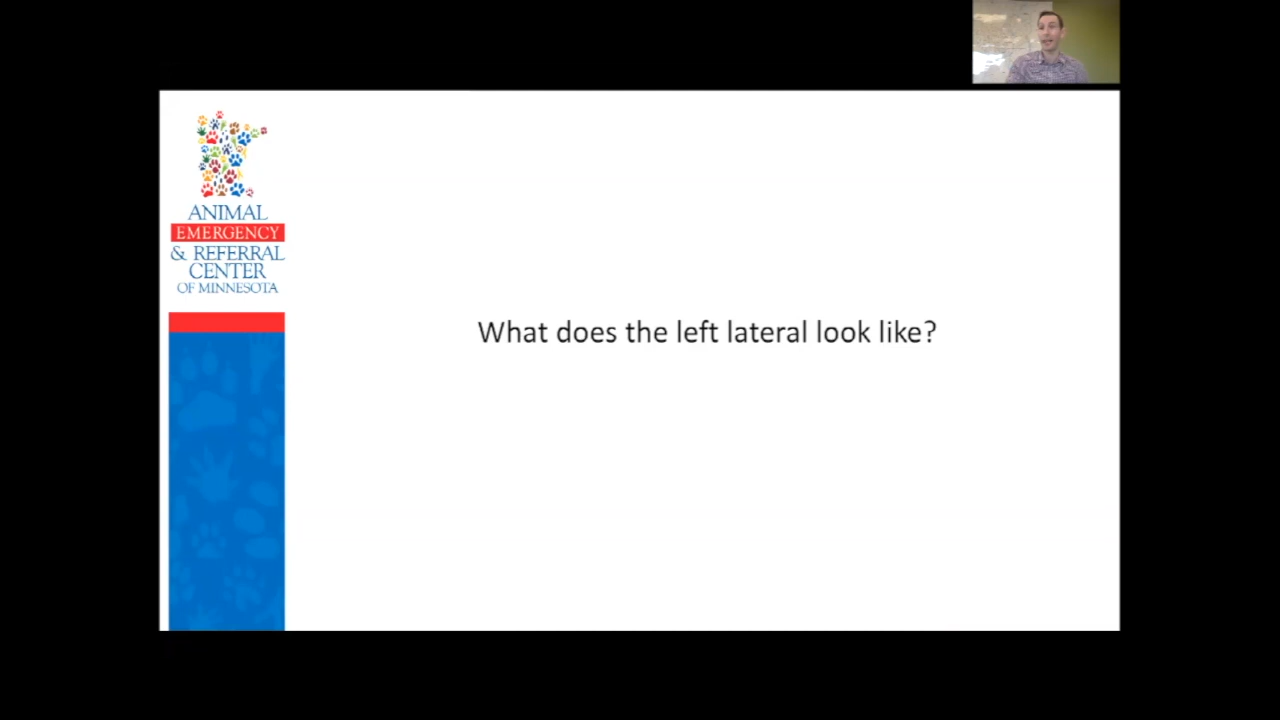 ANIMAL
EMERGENCY
& REFERRAL
CENTER
OF MINNESOTA
What does the left lateral look like?